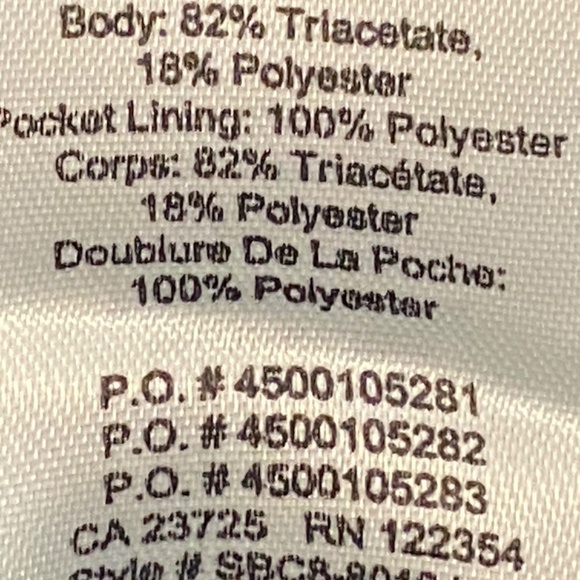 Body: 82% Triacetate,
18% Polyester
Pocket Lining: 100% Polyester
Corps: 82% Triacétate,
18% Polyester
Doublure De La Poche:
100% Polyester
P.O. # 4500105281
P.O. # 4500105282
P.O. # 4500105283
CA 23725 RN 122354
Style #